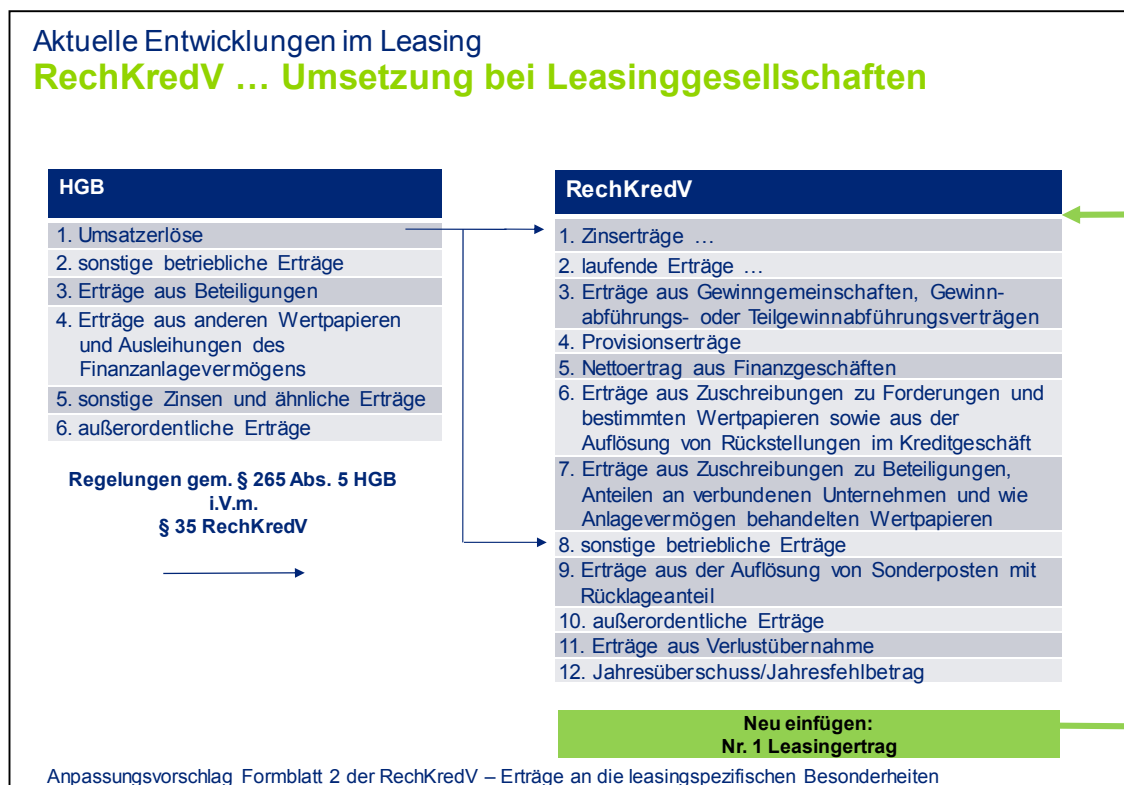 Aktuelle Entwicklungen im Leasing
RechKredV … Umsetzung bei Leasinggesellschaften
HGB
1. Umsatzerlöse
2. sonstige betriebliche Erträge
3. Erträge aus Beteiligungen
4. Erträge aus anderen Wertpapieren
und Ausleihungen des
Finanzanlagevermögens
5. sonstige Zinsen und ähnliche Erträge
6. außerordentliche Erträge
Regelungen gem. § 265 Abs. 5 HGB
i.V.m.
§ 35 RechKredV
RechKredV
1. Zinserträge …
2. laufende Erträge …
3. Erträge aus Gewinngemeinschaften, Gewinn-
abführungs- oder Teilgewinnabführungsverträgen
4. Provisionserträge
5. Nettoertrag aus Finanzgeschäften
6. Erträge aus Zuschreibungen zu Forderungen und
bestimmten Wertpapieren sowie aus der
Auflösung von Rückstellungen im Kreditgeschäft
7. Erträge aus Zuschreibungen zu Beteiligungen,
Anteilen an verbundenen Unternehmen und wie
Anlagevermögen behandelten Wertpapieren
8. sonstige betriebliche Erträge
9. Erträge aus der Auflösung von Sonderposten mit
Rücklageanteil
10. außerordentliche Erträge
11. Erträge aus Verlustübernahme
12. Jahresüberschuss/Jahresfehlbetrag
Neu einfügen:
Nr. 1 Leasingertrag
Anpassungsvorschlag Formblatt 2 der RechKredV – Erträge an die leasingspezifischen Besonderheiten